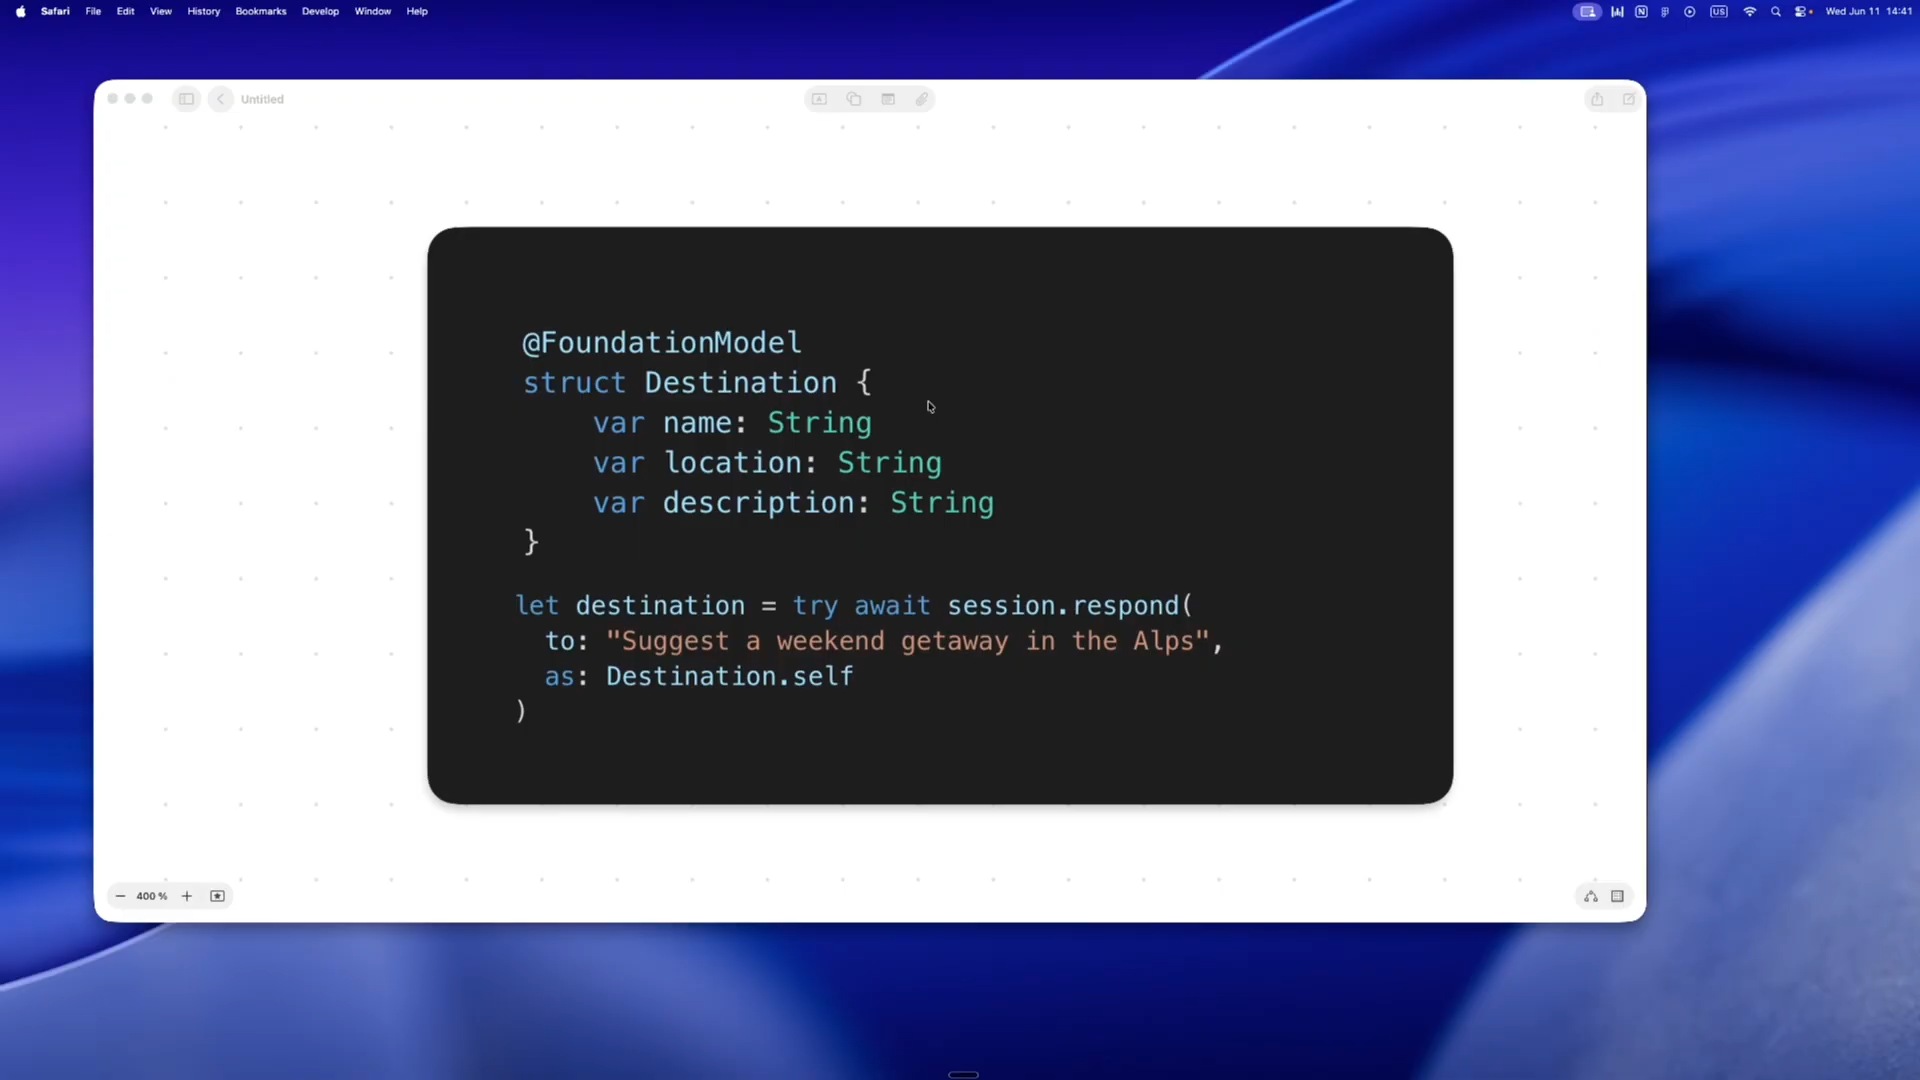 Safari File Edit View History Bookmarks Develop Window Help
US Wed Jun 11 14:41
Untitled
@FoundationModel
struct Destination {
    var name: String
    var location: String
    var description: String
}
let destination = try await session.respond(
  to: "Suggest a weekend getaway in the Alps",
  as: Destination.self
)
400 %